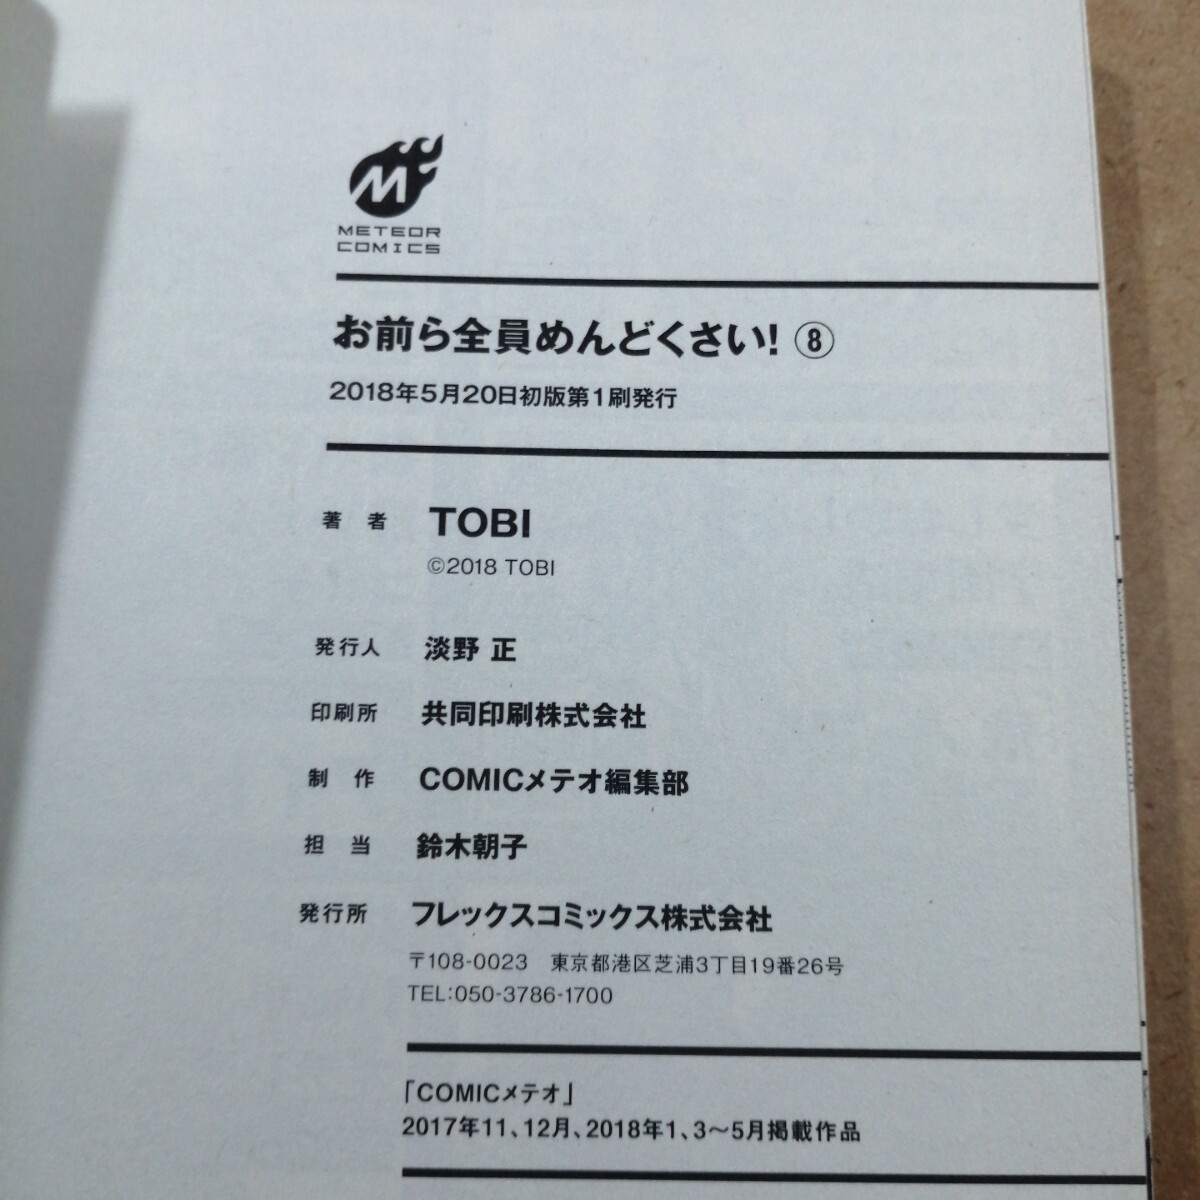 M
METEOR
COMICS
お前ら全員めんどくさい! ⑧
2018年5月20日初版第1刷発行
著 者 TOBI
©2018 TOBI
発行人 淡野 正
印刷所 共同印刷株式会社
制 作 COMICメテオ編集部
担 当 鈴木朝子
発行所 フレックスコミックス株式会社
〒108-0023 東京都港区芝浦3丁目19番26号
TEL:050-3786-1700
「COMICメテオ」
2017年11、12月、2018年1、3〜5月掲載作品